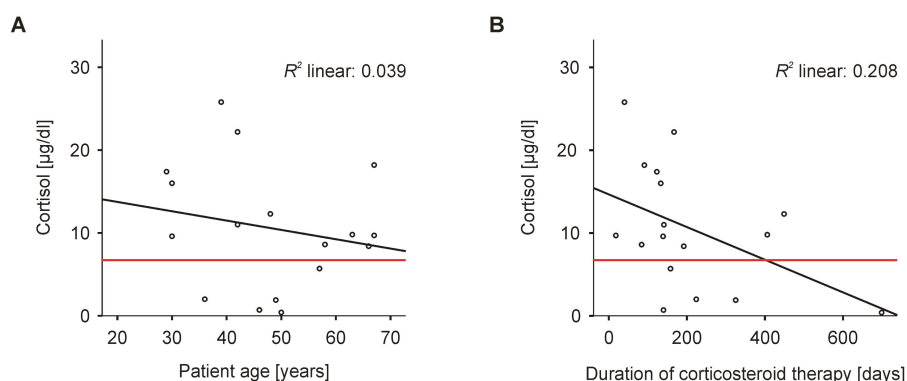 A
B
R² linear: 0.039
R² linear: 0.208
Cortisol [µg/dl]
30
20
10
0
20 30 40 50 60 70
Patient age [years]
Cortisol [µg/dl]
30
20
10
0
0 200 400 600
Duration of corticosteroid therapy [days]